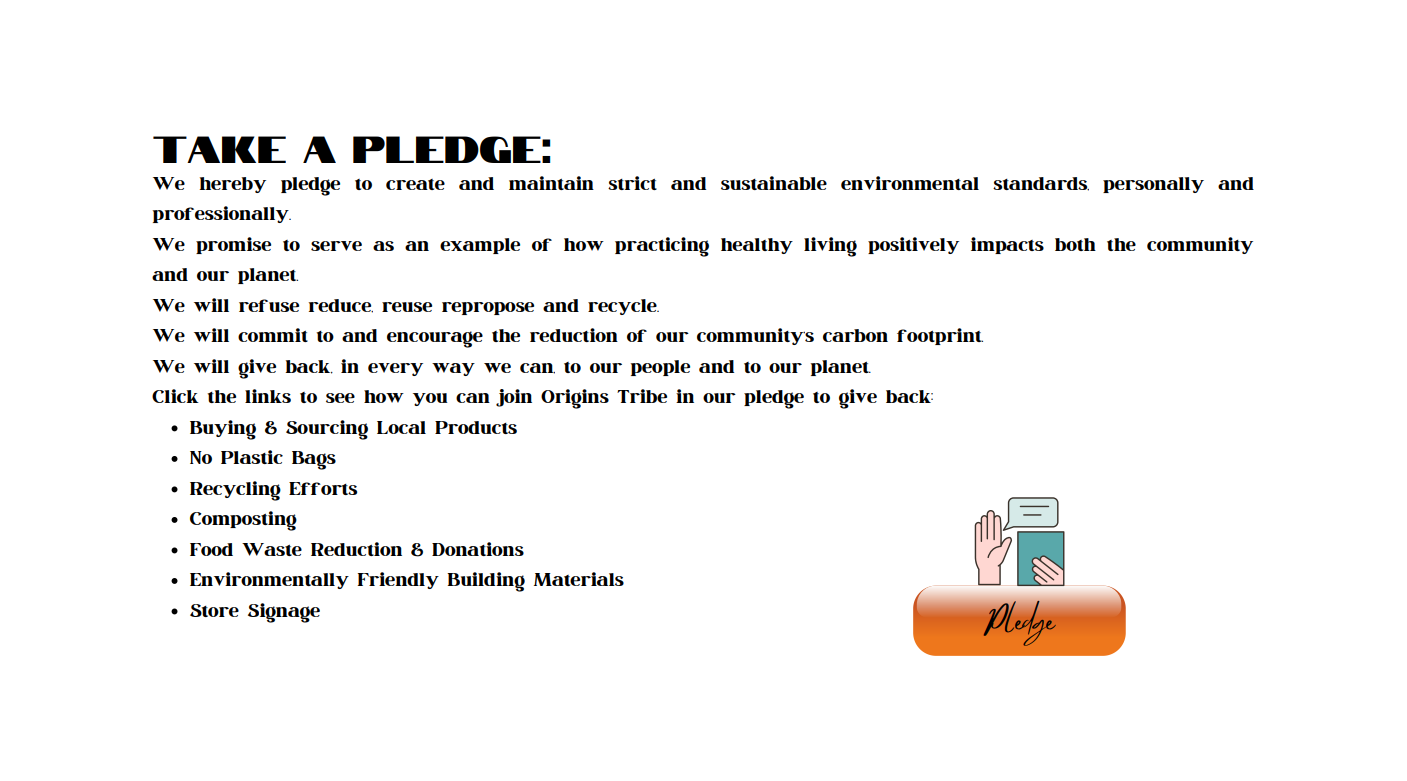 TAKE A PLEDGE:
We hereby pledge to create and maintain strict and sustainable environmental standards, personally and
professionally.
We promise to serve as an example of how practicing healthy living positively impacts both the community
and our planet.
We will refuse reduce, reuse repropose and recycle.
We will commit to and encourage the reduction of our community's carbon footprint.
We will give back, in every way we can, to our people and to our planet.
Click the links to see how you can join Origins Tribe in our pledge to give back:
• Buying & Sourcing Local Products
• No Plastic Bags
• Recycling Efforts
• Composting
• Food Waste Reduction & Donations
• Environmentally Friendly Building Materials
• Store Signage
Pledge